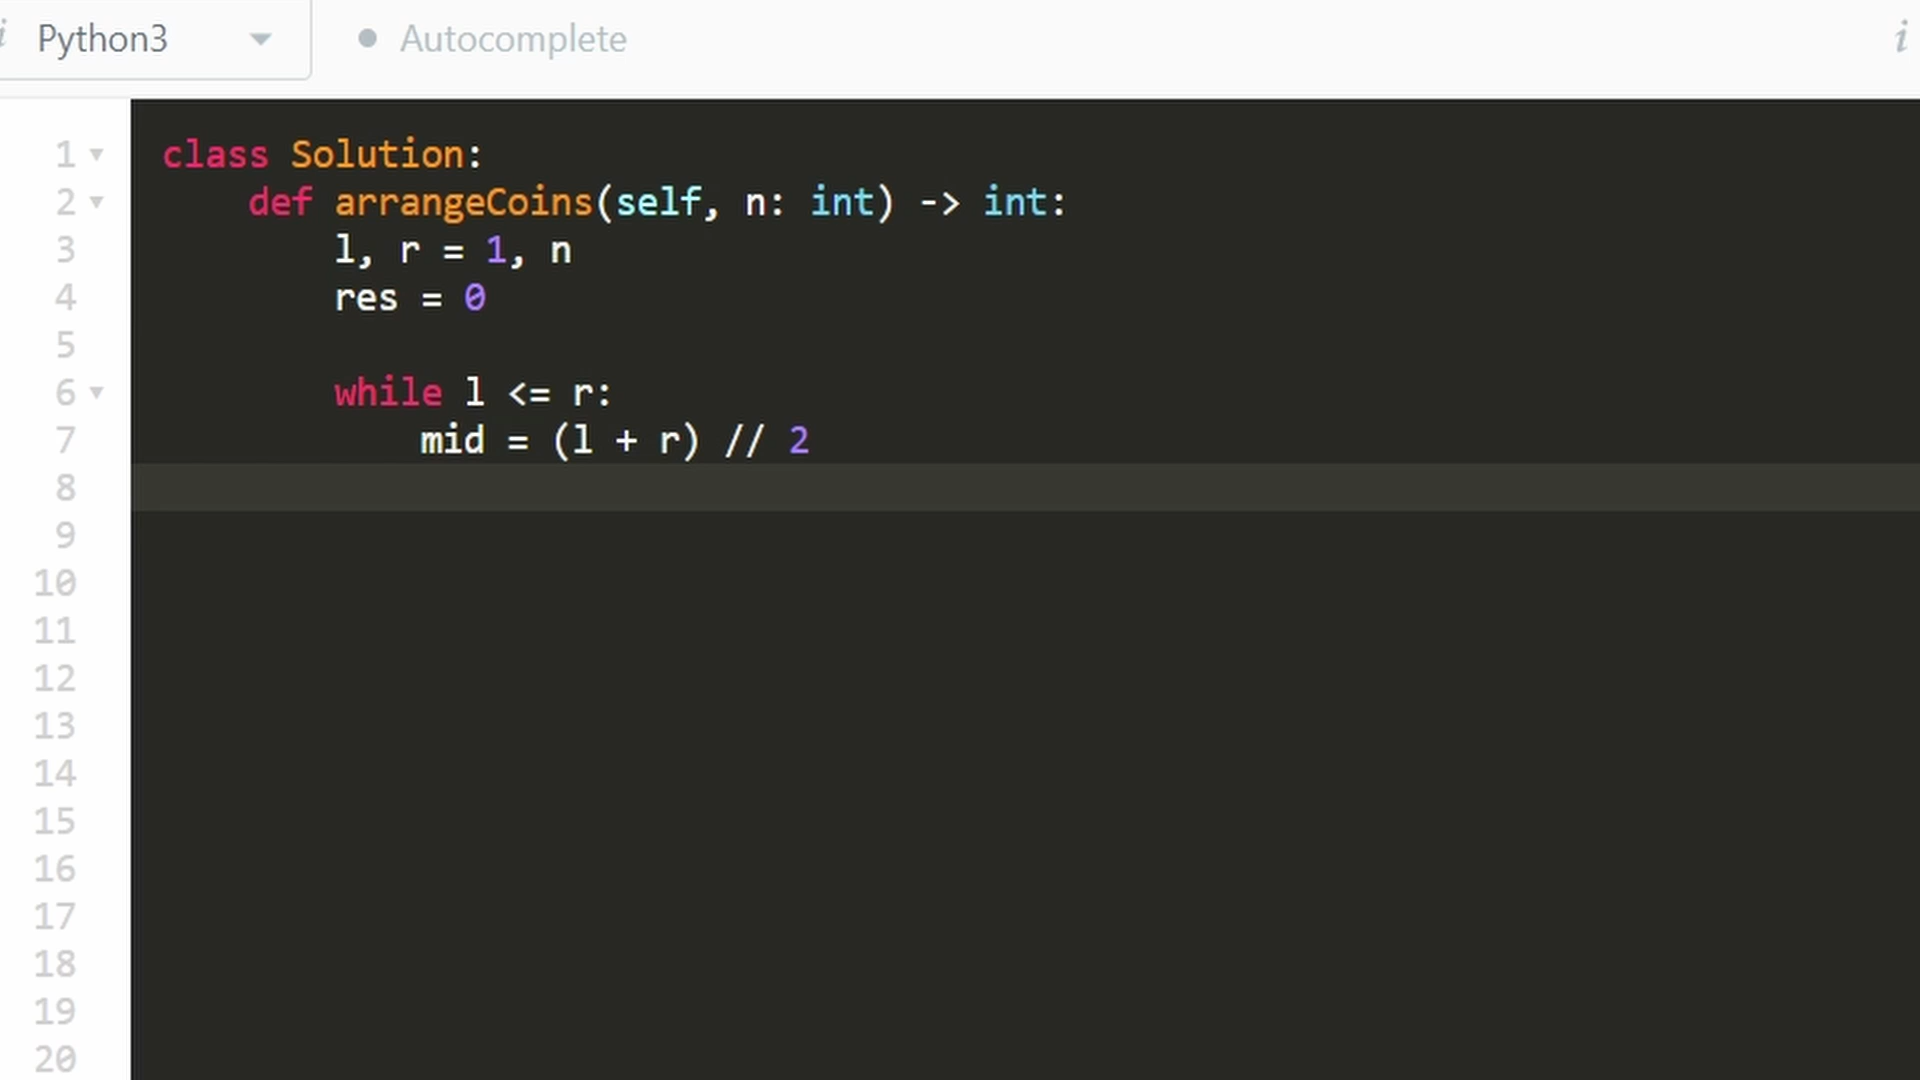 i Python3 Autocomplete i
1 class Solution:
2 def arrangeCoins(self, n: int) -> int:
3 l, r = 1, n
4 res = 0
5
6 while l <= r:
7 mid = (l + r) // 2
8
9
10
11
12
13
14
15
16
17
18
19
20